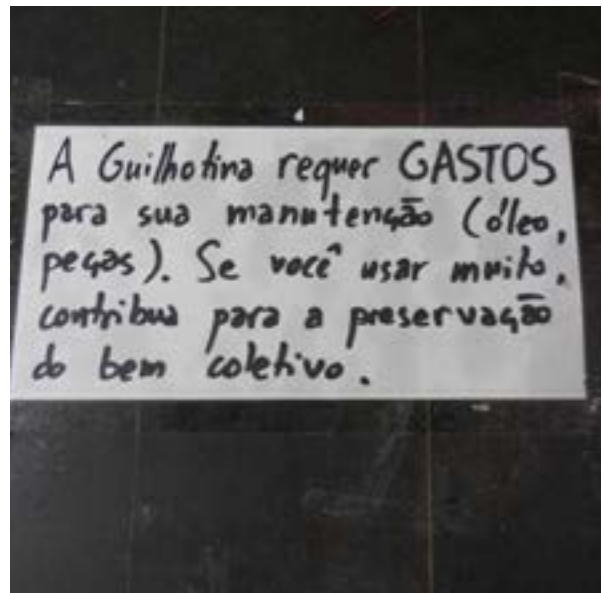 A Guilhotina requer GASTOS
para sua manutenção (óleo,
peças). Se você usar muito,
contribua para a preservação
do bem coletivo.